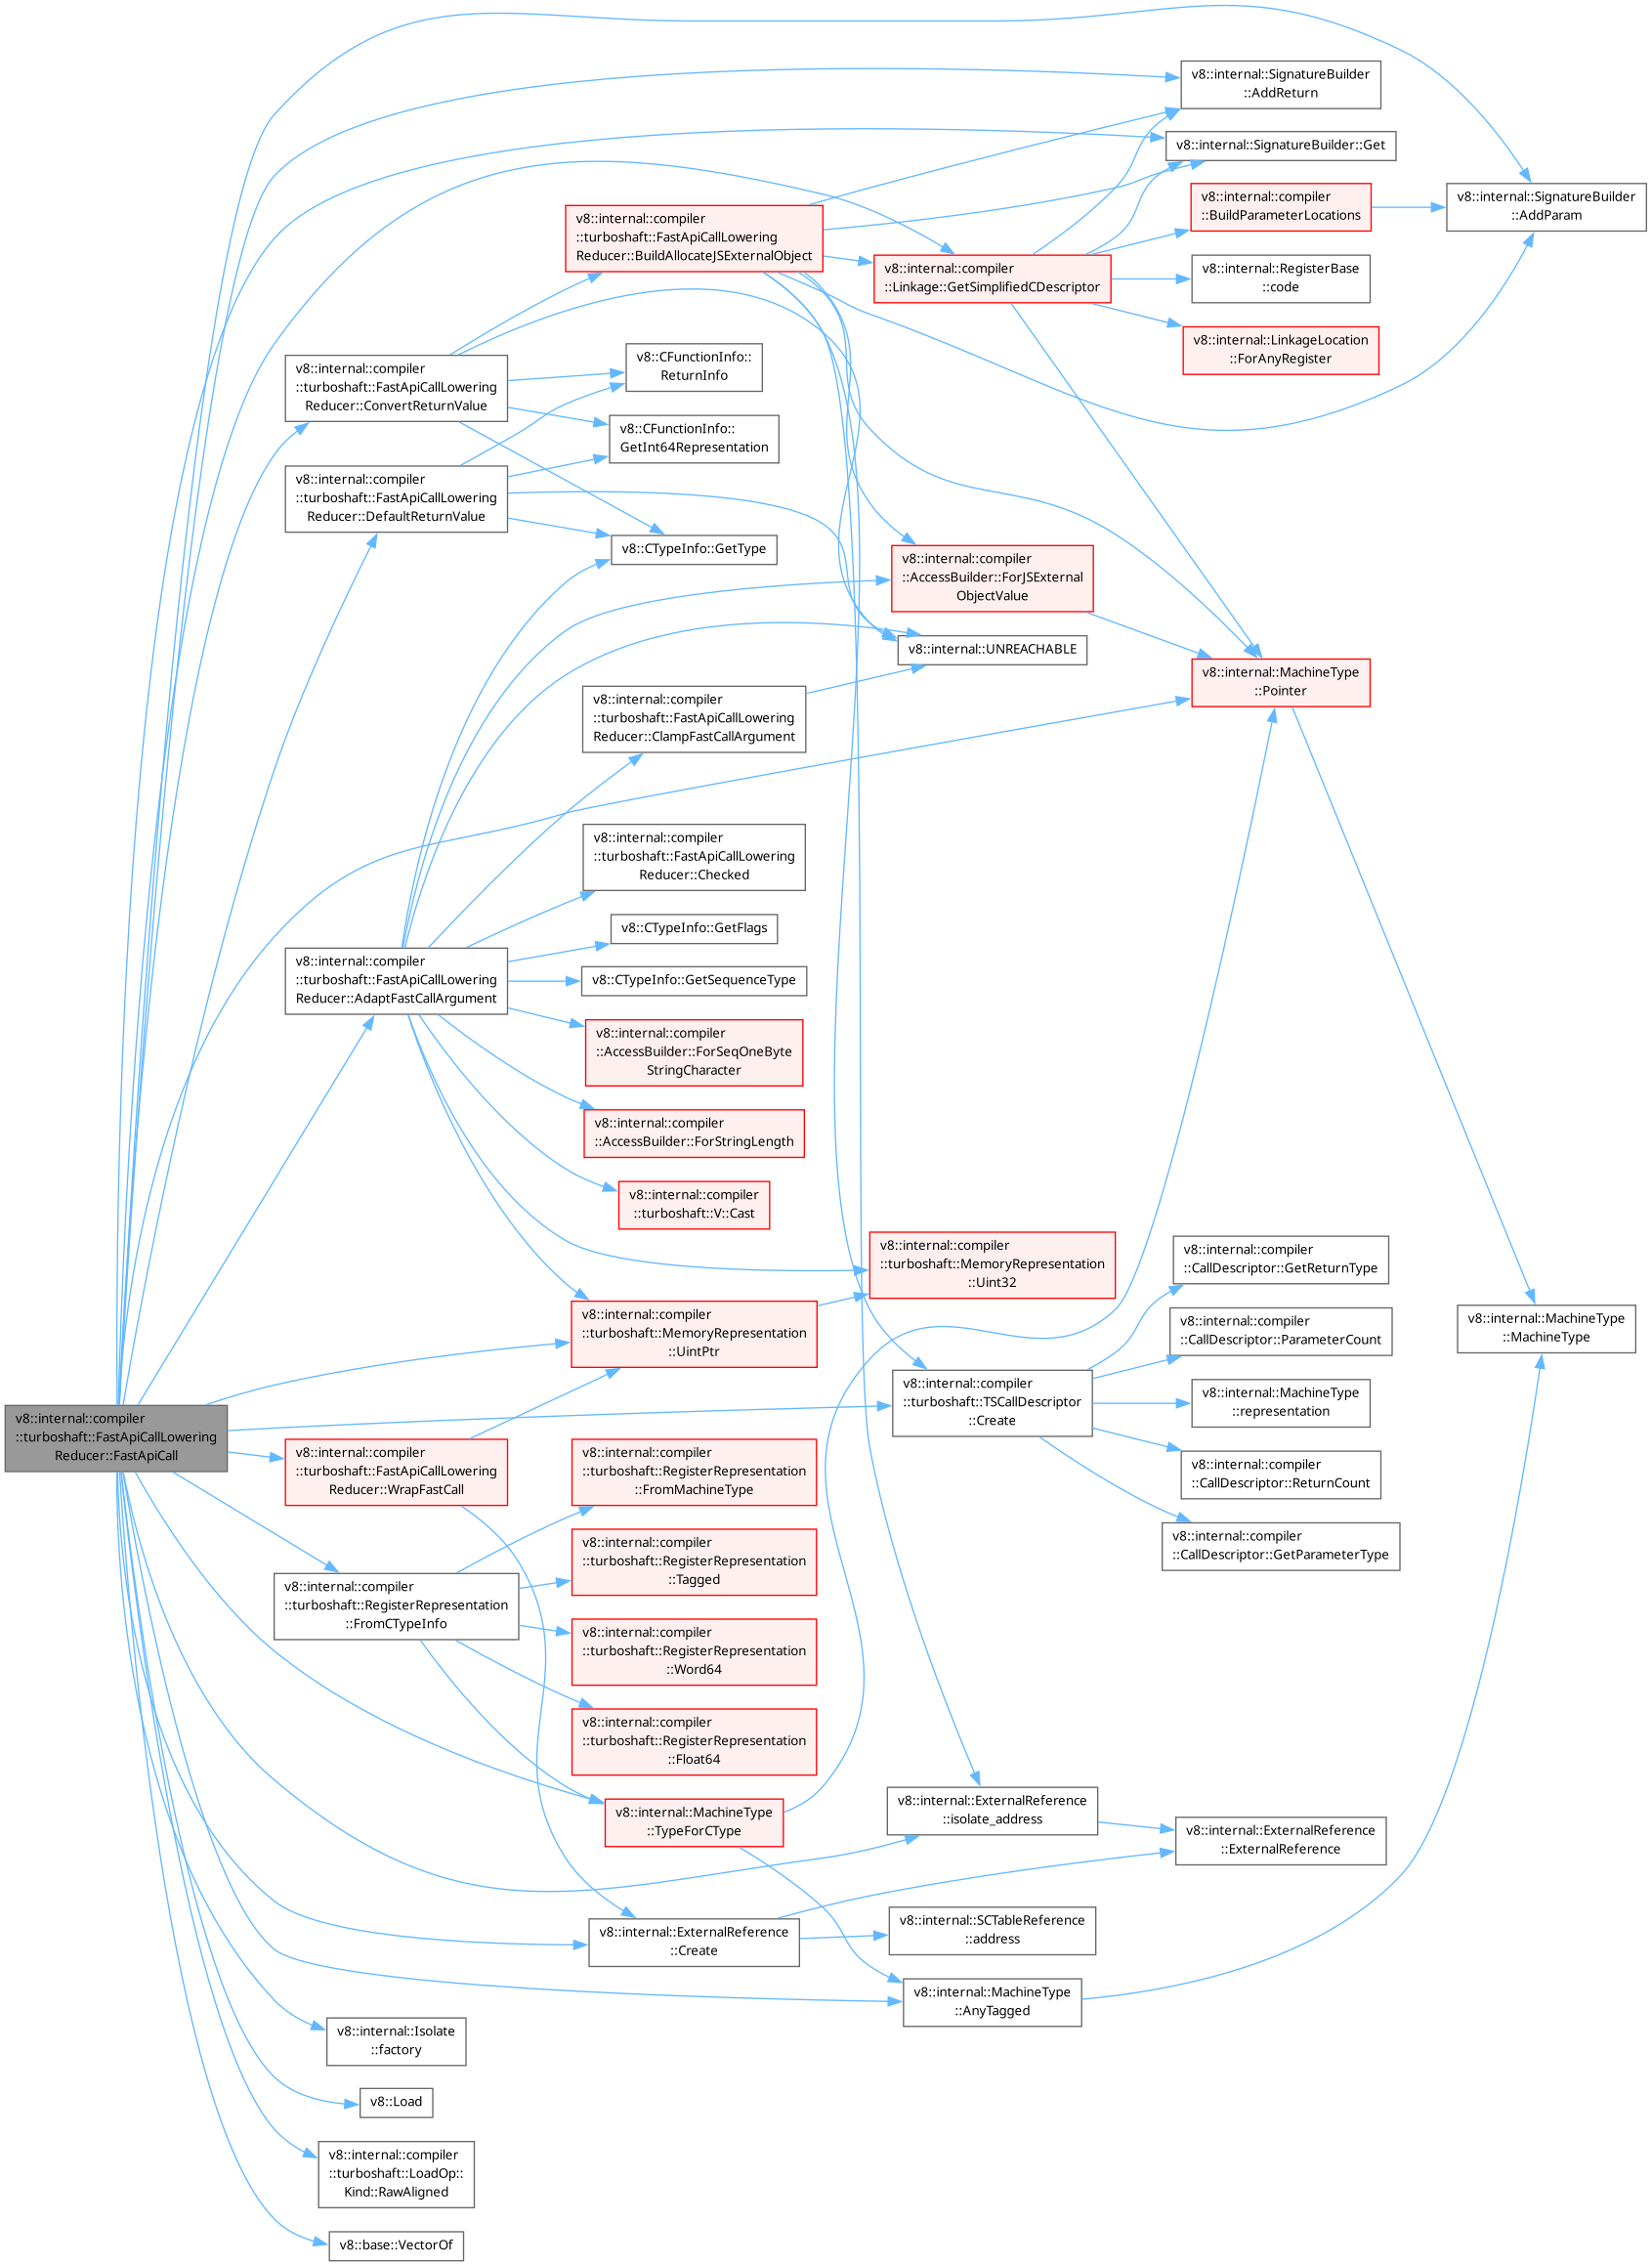 v8::internal::compiler
::turboshaft::FastApiCallLowering
Reducer::FastApiCall
v8::internal::compiler
::turboshaft::FastApiCallLowering
Reducer::ConvertReturnValue
v8::internal::compiler
::turboshaft::FastApiCallLowering
Reducer::DefaultReturnValue
v8::internal::compiler
::turboshaft::FastApiCallLowering
Reducer::AdaptFastCallArgument
v8::internal::compiler
::turboshaft::FastApiCallLowering
Reducer::WrapFastCall
v8::internal::compiler
::turboshaft::RegisterRepresentation
::FromCTypeInfo
v8::internal::Isolate
::factory
v8::Load
v8::internal::compiler
::turboshaft::LoadOp::
Kind::RawAligned
v8::base::VectorOf
v8::internal::compiler
::turboshaft::FastApiCallLowering
Reducer::BuildAllocateJSExternalObject
v8::CFunctionInfo::
ReturnInfo
v8::CFunctionInfo::
GetInt64Representation
v8::CTypeInfo::GetType
v8::internal::compiler
::turboshaft::FastApiCallLowering
Reducer::ClampFastCallArgument
v8::internal::compiler
::turboshaft::FastApiCallLowering
Reducer::Checked
v8::CTypeInfo::GetFlags
v8::CTypeInfo::GetSequenceType
v8::internal::compiler
::AccessBuilder::ForSeqOneByte
StringCharacter
v8::internal::compiler
::AccessBuilder::ForStringLength
v8::internal::compiler
::turboshaft::V::Cast
v8::internal::compiler
::turboshaft::MemoryRepresentation
::UintPtr
v8::internal::compiler
::turboshaft::RegisterRepresentation
::FromMachineType
v8::internal::compiler
::turboshaft::RegisterRepresentation
::Tagged
v8::internal::compiler
::turboshaft::RegisterRepresentation
::Word64
v8::internal::compiler
::turboshaft::RegisterRepresentation
::Float64
v8::internal::MachineType
::TypeForCType
v8::internal::ExternalReference
::Create
v8::internal::compiler
::Linkage::GetSimplifiedCDescriptor
v8::internal::compiler
::AccessBuilder::ForJSExternal
ObjectValue
v8::internal::UNREACHABLE
v8::internal::compiler
::turboshaft::MemoryRepresentation
::Uint32
v8::internal::compiler
::turboshaft::TSCallDescriptor
::Create
v8::internal::ExternalReference
::isolate_address
v8::internal::SCTableReference
::address
v8::internal::MachineType
::AnyTagged
v8::internal::SignatureBuilder
::AddReturn
v8::internal::SignatureBuilder::Get
v8::internal::compiler
::BuildParameterLocations
v8::internal::RegisterBase
::code
v8::internal::LinkageLocation
::ForAnyRegister
v8::internal::MachineType
::Pointer
v8::internal::compiler
::CallDescriptor::GetReturnType
v8::internal::compiler
::CallDescriptor::ParameterCount
v8::internal::MachineType
::representation
v8::internal::compiler
::CallDescriptor::ReturnCount
v8::internal::compiler
::CallDescriptor::GetParameterType
v8::internal::ExternalReference
::ExternalReference
v8::internal::SignatureBuilder
::AddParam
v8::internal::MachineType
::MachineType